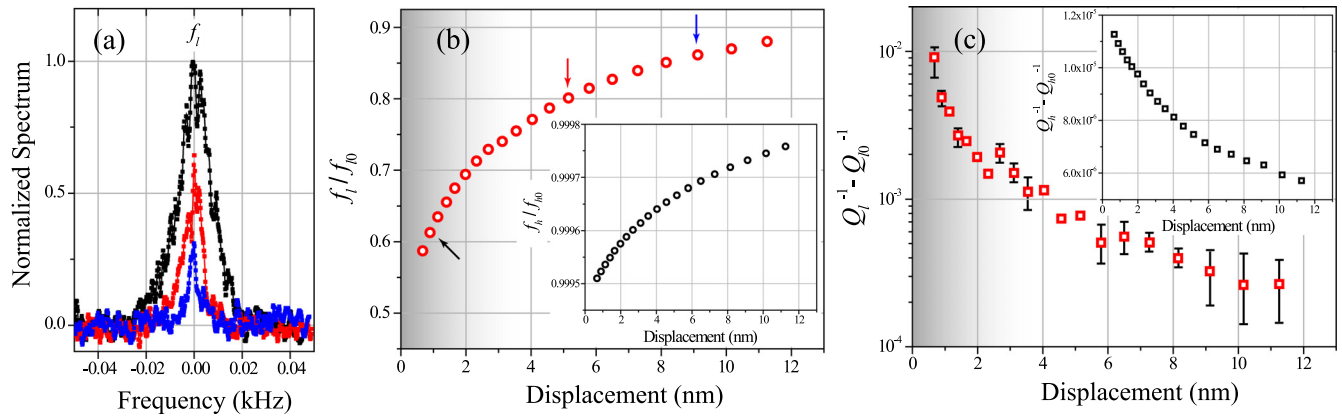 (a)
f_l
Normalized Spectrum
1.0
0.5
0.0
-0.04
-0.02
0.00
0.02
0.04
Frequency (kHz)
(b)
f_l / f_l0
0.9
0.8
0.7
0.6
0.5
0
2
4
6
8
10
12
Displacement (nm)
f_h / f_h0
0.9998
0.9997
0.9996
0.9995
0
2
4
6
8
10
12
Displacement (nm)
(c)
Q_l^-1 - Q_l0^-1
10^-2
10^-3
10^-4
0
2
4
6
8
10
12
Displacement (nm)
Q_h^-1 - Q_h0^-1
1.2x10^-5
1.0x10^-5
8.0x10^-6
6.0x10^-6
0
2
4
6
8
10
12
Displacement (nm)